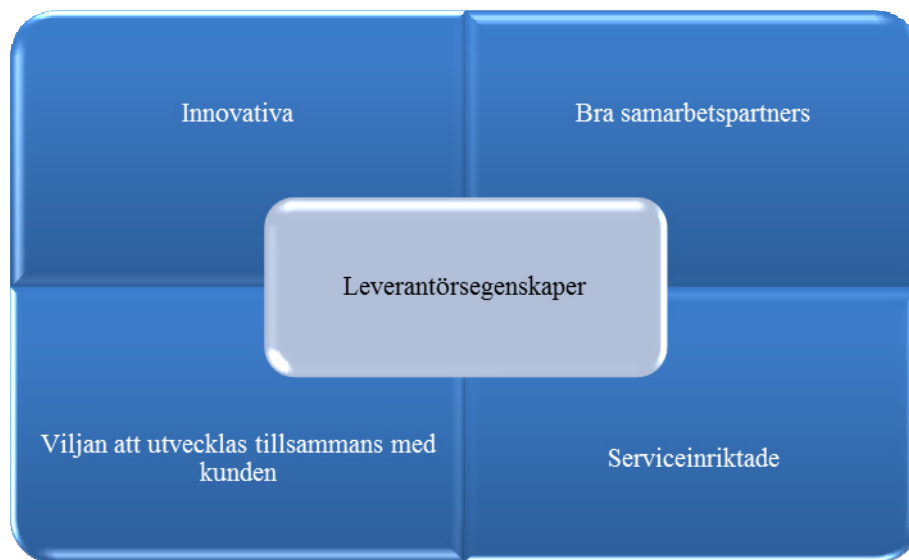 Innovativa
Bra samarbetspartners
Leverantörsegenskaper
Viljan att utvecklas tillsammans med
kunden
Serviceinriktade